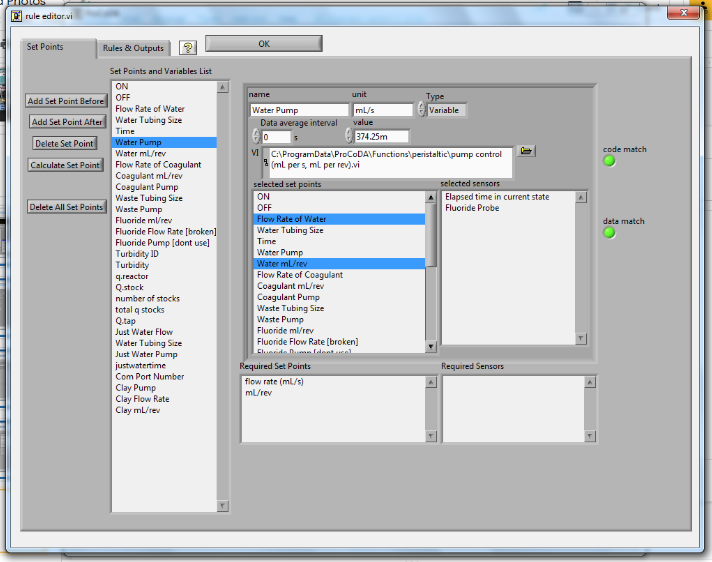 Photos
rule editor.vi
Set Points
Rules & Outputs
?
OK
Set Points and Variables List
Add Set Point Before
Add Set Point After
Delete Set Point
Calculate Set Point
Delete All Set Points
ON
OFF
Flow Rate of Water
Water Tubing Size
Time
Water Pump
Water mL/rev
Flow Rate of Coagulant
Coagulant mL/rev
Coagulant Pump
Waste Tubing Size
Waste Pump
Fluoride ml/rev
Fluoride Flow Rate [broken]
Fluoride Pump [dont use]
Turbidity ID
Turbidity
q.reactor
Q.stock
number of stocks
total q stocks
Q.tap
Just Water Flow
Water Tubing Size
Just Water Pump
justwatertime
Com Port Number
Clay Pump
Clay Flow Rate
Clay mL/rev
name
unit
Type
Water Pump
mL/s
Variable
Data average interval
value
0
s
374.25m
VI
C:\ProgramData\ProCoDA\Functions\peristaltic\pump control
(mL per s, mL per rev).vi
selected set points
ON
OFF
Flow Rate of Water
Water Tubing Size
Time
Water Pump
Water mL/rev
Flow Rate of Coagulant
Coagulant mL/rev
Coagulant Pump
Waste Tubing Size
Waste Pump
Fluoride ml/rev
Fluoride Flow Rate [broken]
Fluoride Pump [dont use]
selected sensors
Elapsed time in current state
Fluoride Probe
code match
data match
Required Set Points
flow rate (mL/s)
mL/rev
Required Sensors